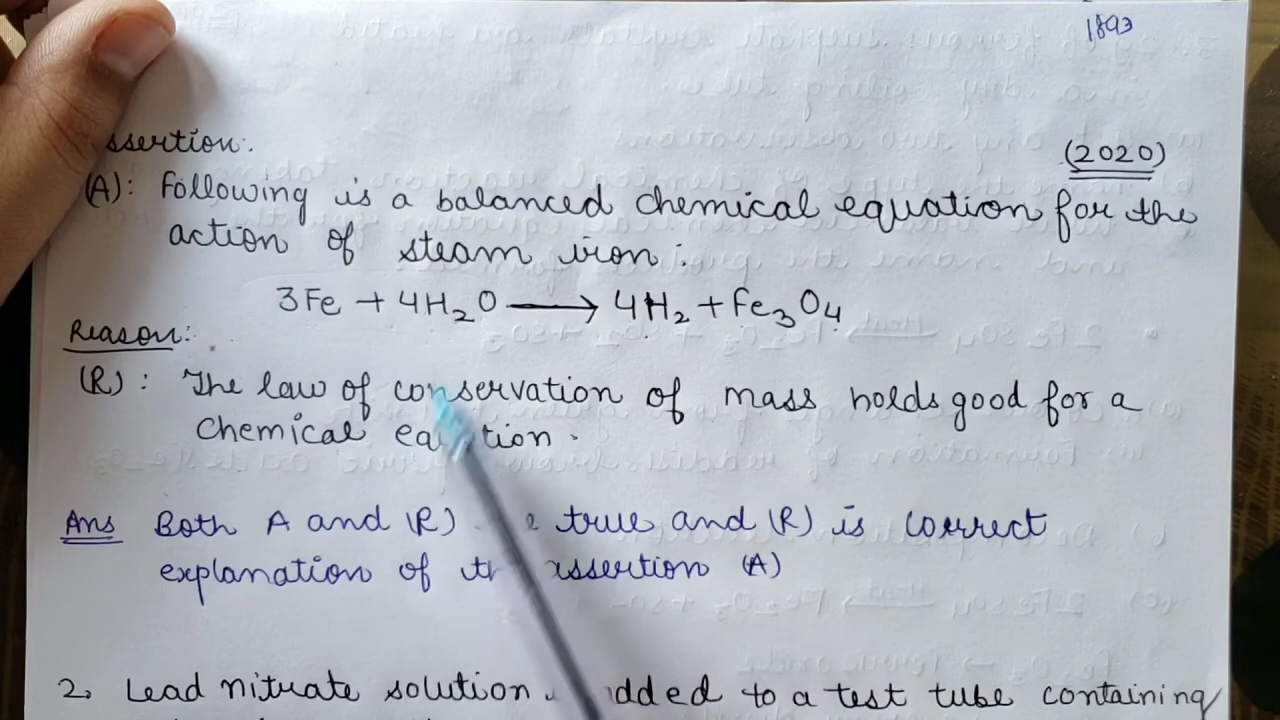 1893
ssertion:
(2020)
(A): Following is a balanced chemical equation for the
action of steam iron:
3Fe + 4H₂O ⟶ 4H₂ + Fe₃O₄
Reason:
(R): The law of conservation of mass holds good for a
chemical
Ans Both A and (R) true and (R) is correct
explanation of (A)
2. Lead nitrate solution to a test tube containing